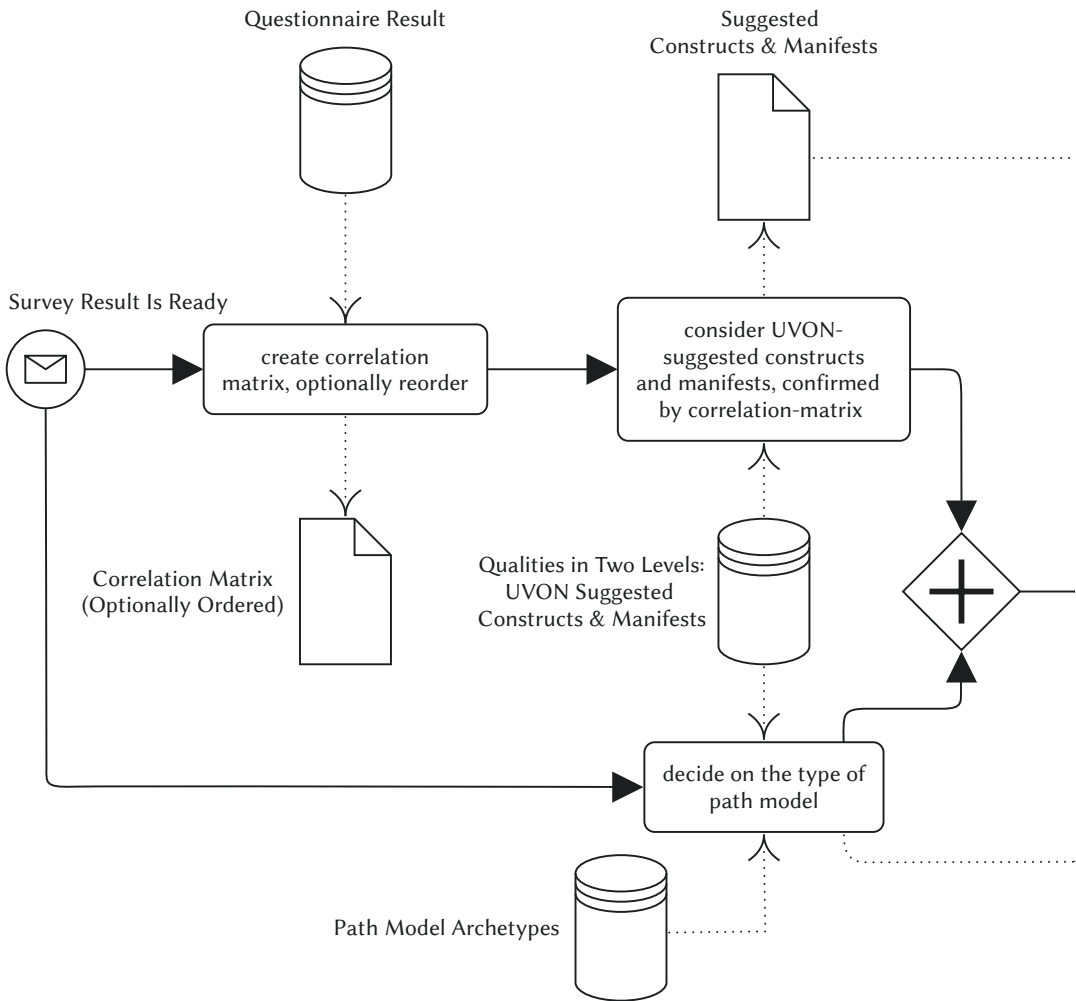 Questionnaire Result
Suggested
Constructs & Manifests
Survey Result Is Ready
create correlation
matrix, optionally reorder
consider UVON-
suggested constructs
and manifests, confirmed
by correlation-matrix
Correlation Matrix
(Optionally Ordered)
Qualities in Two Levels:
UVON Suggested
Constructs & Manifests
decide on the type of
path model
Path Model Archetypes